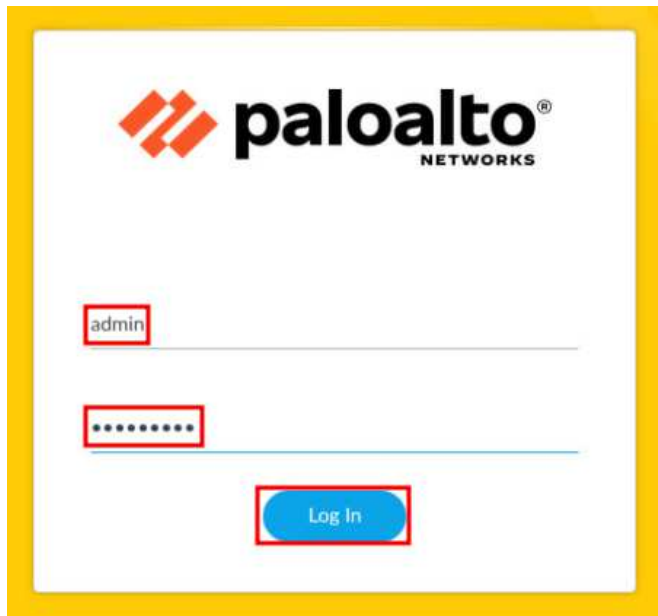 paloalto®
NETWORKS
admin
•••••••••
Log In